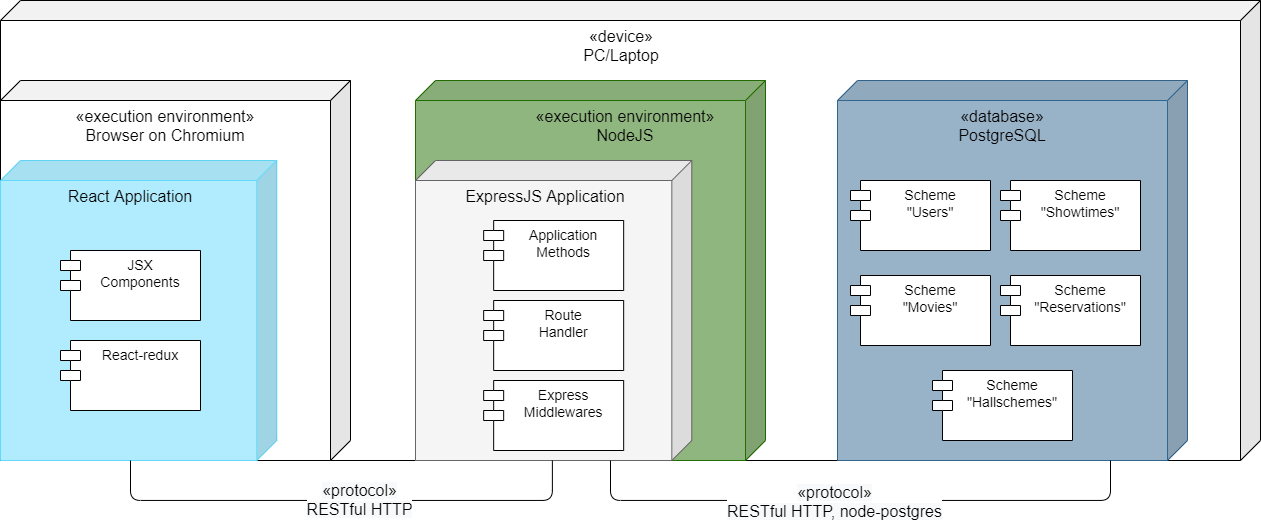 «device»
PC/Laptop
«execution environment»
Browser on Chromium
React Application
JSX
Components
React-redux
«execution environment»
NodeJS
ExpressJS Application
Application
Methods
Route
Handler
Express
Middlewares
«database»
PostgreSQL
Scheme
"Users"
Scheme
"Showtimes"
Scheme
"Movies"
Scheme
"Reservations"
Scheme
"Hallschemes"
«protocol»
RESTful HTTP
«protocol»
RESTful HTTP, node-postgres